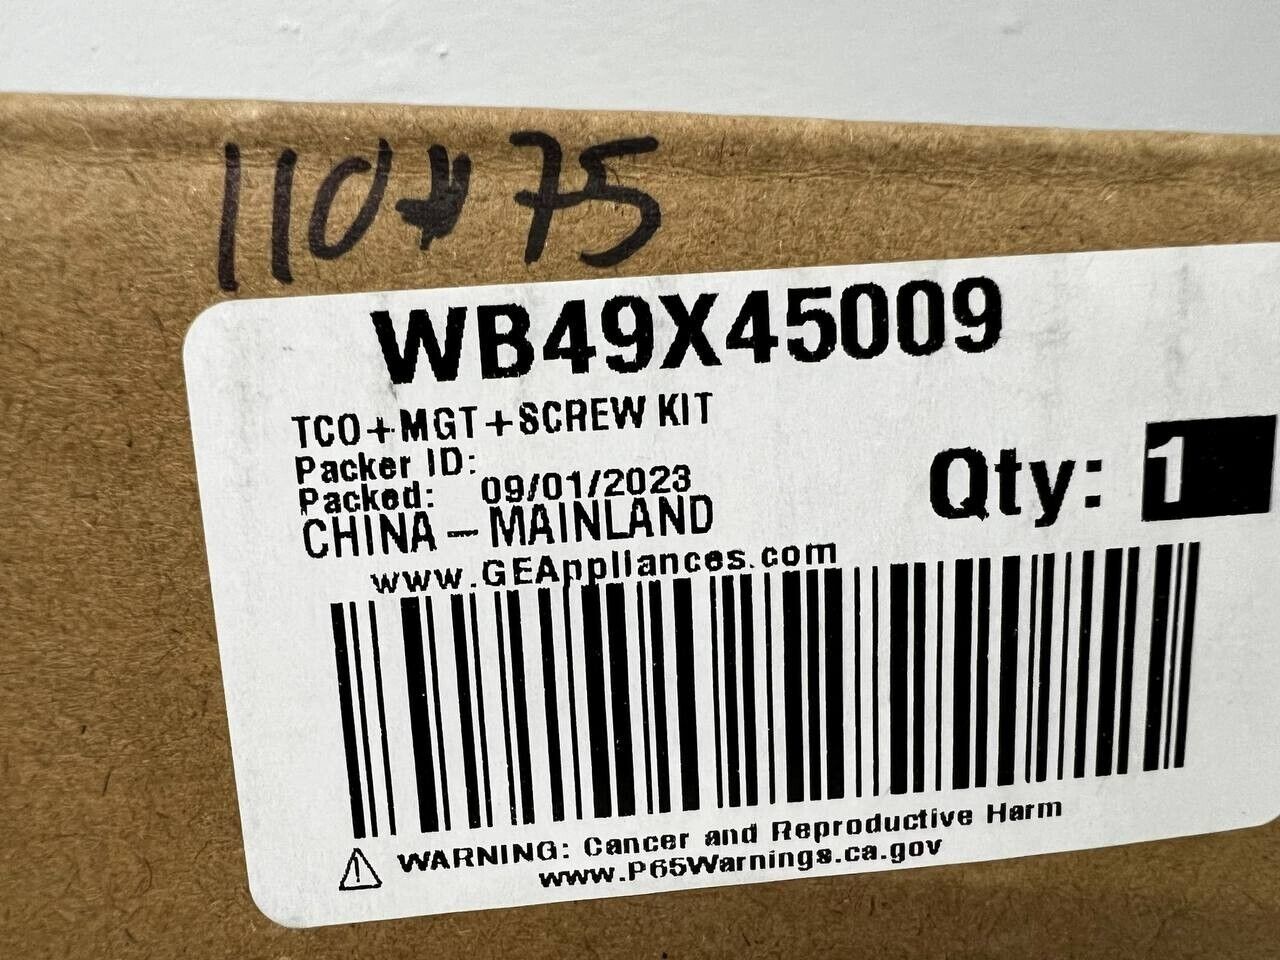 110 75
WB49X45009
TCO+MGT+SCREW KIT
Packer ID:
Packed: 09/01/2023
Qty: 1
CHINA - MAINLAND
www.GEAppliances.com
WARNING: Cancer and Reproductive Harm
www.P65Warnings.ca.gov